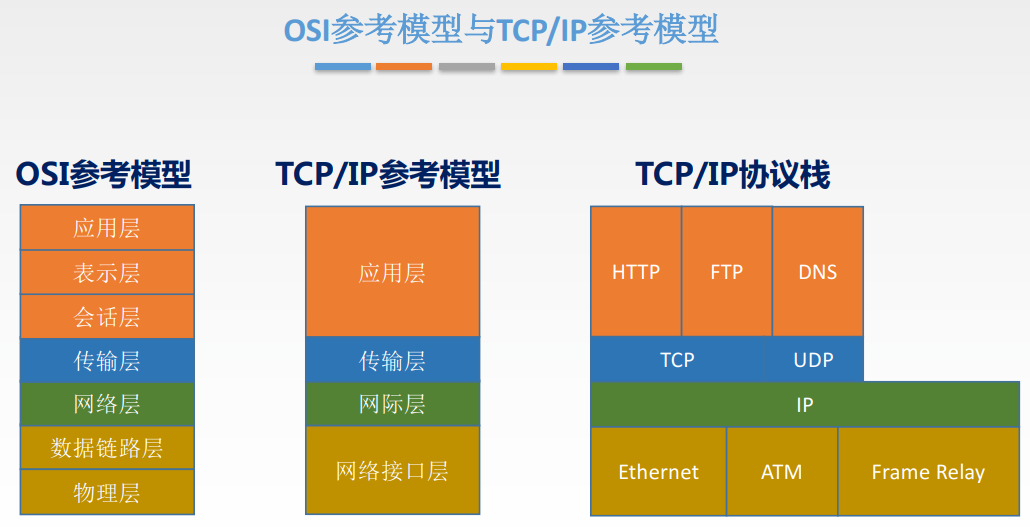 OSI参考模型与TCP/IP参考模型
OSI参考模型
应用层
表示层
会话层
传输层
网络层
数据链路层
物理层
TCP/IP参考模型
应用层
传输层
网际层
网络接口层
TCP/IP协议栈
HTTP FTP DNS
TCP UDP
IP
Ethernet ATM Frame Relay